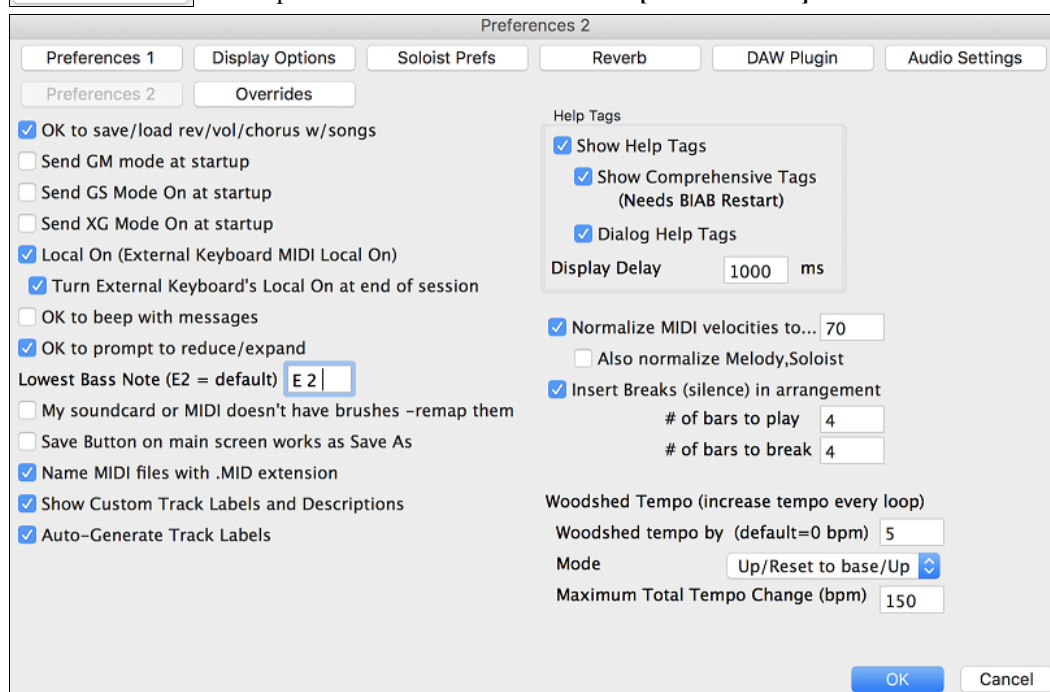 Preferences 2
Preferences 1 Display Options Soloist Prefs Reverb DAW Plugin Audio Settings
Preferences 2 Overrides
OK to save/load rev/vol/chorus w/songs
Send GM mode at startup
Send GS Mode On at startup
Send XG Mode On at startup
Local On (External Keyboard MIDI Local On)
Turn External Keyboard's Local On at end of session
OK to beep with messages
OK to prompt to reduce/expand
Lowest Bass Note (E2 = default) E 2
My soundcard or MIDI doesn't have brushes -remap them
Save Button on main screen works as Save As
Name MIDI files with .MID extension
Show Custom Track Labels and Descriptions
Auto-Generate Track Labels
Help Tags
Show Help Tags
Show Comprehensive Tags
(Needs BIAB Restart)
Dialog Help Tags
Display Delay 1000 ms
Normalize MIDI velocities to... 70
Also normalize Melody,Soloist
Insert Breaks (silence) in arrangement
# of bars to play 4
# of bars to break 4
Woodshed Tempo (increase tempo every loop)
Woodshed tempo by (default=0 bpm) 5
Mode Up/Reset to base/Up
Maximum Total Tempo Change (bpm) 150
OK Cancel